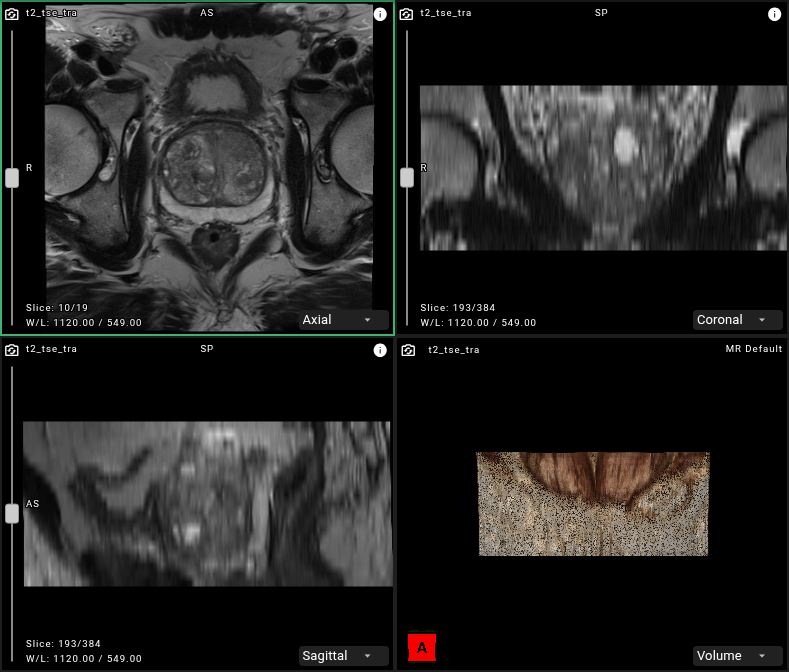 t2_tse_tra
AS
R
Slice: 10/19
W/L: 1120.00 / 549.00
Axial
t2_tse_tra
SP
R
Slice: 193/384
W/L: 1120.00 / 549.00
Coronal
t2_tse_tra
SP
AS
Slice: 193/384
W/L: 1120.00 / 549.00
Sagittal
t2_tse_tra
MR Default
A
Volume